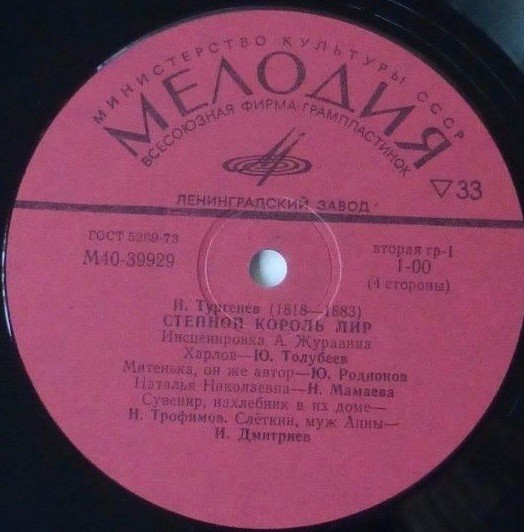 МИНИСТЕРСТВО КУЛЬТУРЫ СССР
МЕЛОДИЯ
ВСЕСОЮЗНАЯ ФИРМА ГРАМПЛАСТИНОК
33
ЛЕНИНГРАДСКИЙ ЗАВОД
ГОСТ 5289-73
М40-39929
вторая гр-1
1-00
(4 стороны)
И. Тургенев (1818—1883)
СТЕПНОЙ КОРОЛЬ ЛИР
Инсценировка А. Журавина
Харлов—Ю. Толубеев
Митенька, он же автор—Ю. Родионов
Наталья Николаевна—Н. Мамаева
Сувенир, нахлебник в их доме—
Н. Трофимов. Слёткин, муж Анны—
И. Дмитриев